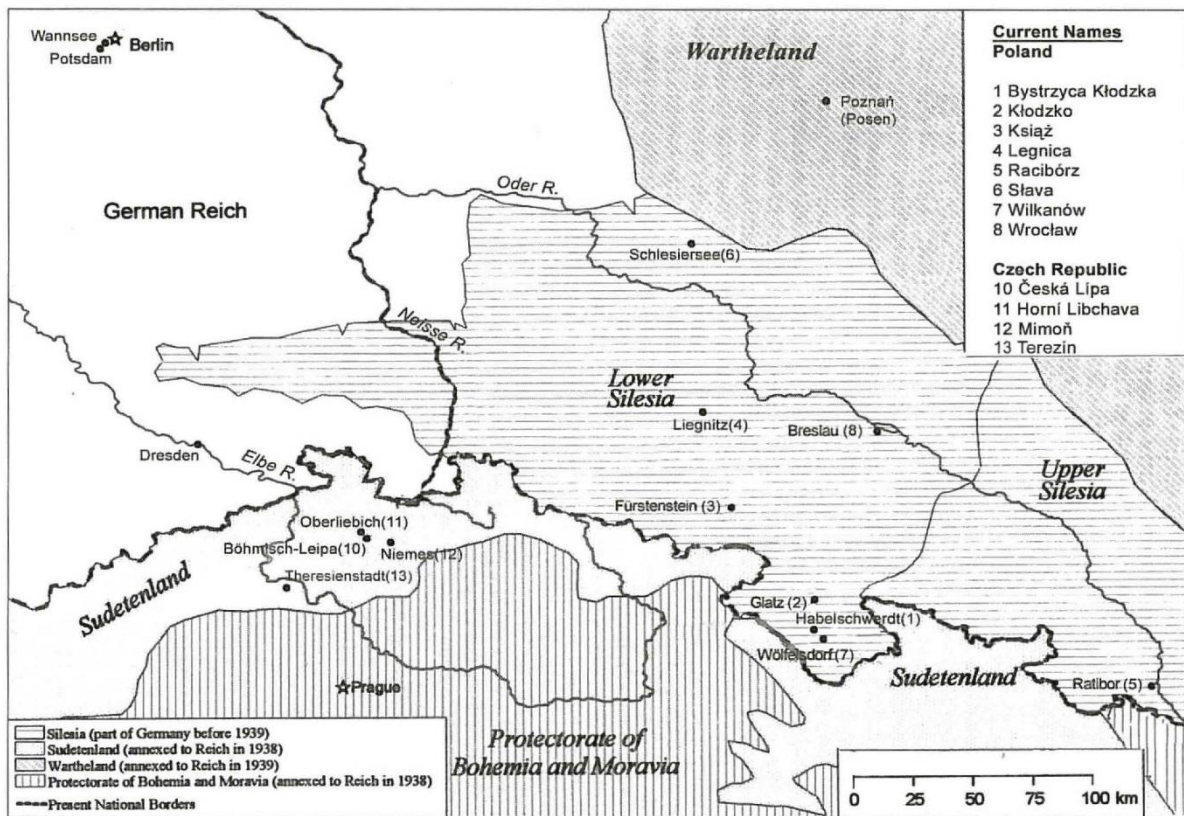 Wannsee
Berlin
Potsdam
Wartheland
Poznań
(Posen)
Current Names
Poland
1 Bystrzyca Kłodzka
2 Kłodzko
3 Książ
4 Legnica
5 Racibórz
6 Sława
7 Wilkanów
8 Wrocław
Czech Republic
10 Česká Lípa
11 Horní Libchava
12 Mimoň
13 Terezín
Oder R.
German Reich
Schlesiersee(6)
Neisse R.
Lower
Silesia
Liegnitz(4)
Breslau (8)
Dresden
Elbe R.
Upper
Silesia
Fürstenstein (3)
Oberliebich(11)
Böhmisch-Leipa(10)
Niemes(12)
Theresienstadt(13)
Sudetenland
Glatz (2)
Habelschwerdt(1)
Wölfelsdorf(7)
Sudetenland
Ratibor (5)
Prague
Protectorate of
Bohemia and Moravia
Silesia (part of Germany before 1939)
Sudetenland (annexed to Reich in 1938)
Wartheland (annexed to Reich in 1939)
Protectorate of Bohemia and Moravia (annexed to Reich in 1938)
Present National Borders
0 25 50 75 100 km